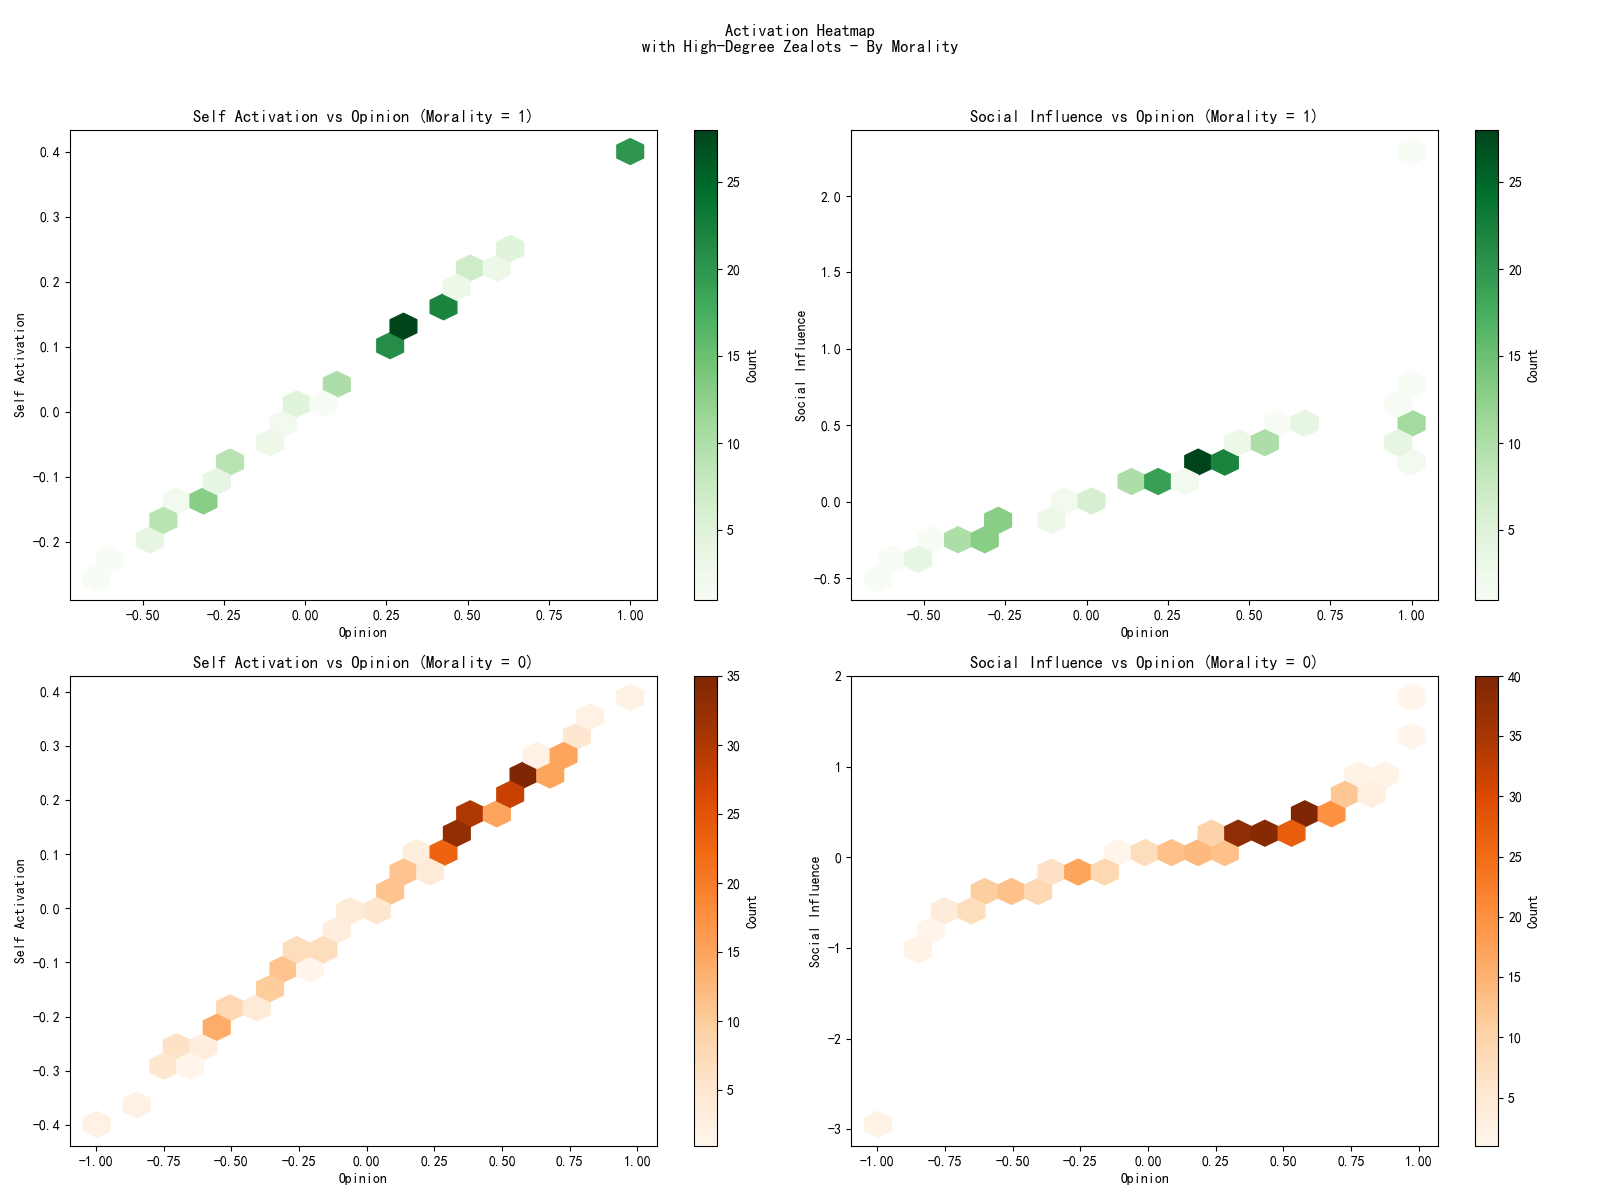 Activation Heatmap
with High-Degree Zealots - By Morality
Self Activation vs Opinion (Morality = 1)
0.4
0.3
0.2
0.1
0.0
-0.1
-0.2
Self Activation
-0.50 -0.25 0.00 0.25 0.50 0.75 1.00
Opinion
25
20
15
10
5
Count
Social Influence vs Opinion (Morality = 1)
2.0
1.5
1.0
0.5
0.0
-0.5
Social Influence
-0.50 -0.25 0.00 0.25 0.50 0.75 1.00
Opinion
25
20
15
10
5
Count
Self Activation vs Opinion (Morality = 0)
0.4
0.3
0.2
0.1
0.0
-0.1
-0.2
-0.3
-0.4
Self Activation
-1.00 -0.75 -0.50 -0.25 0.00 0.25 0.50 0.75 1.00
Opinion
35
30
25
20
15
10
5
Count
Social Influence vs Opinion (Morality = 0)
2
1
0
-1
-2
-3
Social Influence
-1.00 -0.75 -0.50 -0.25 0.00 0.25 0.50 0.75 1.00
Opinion
40
35
30
25
20
15
10
5
Count